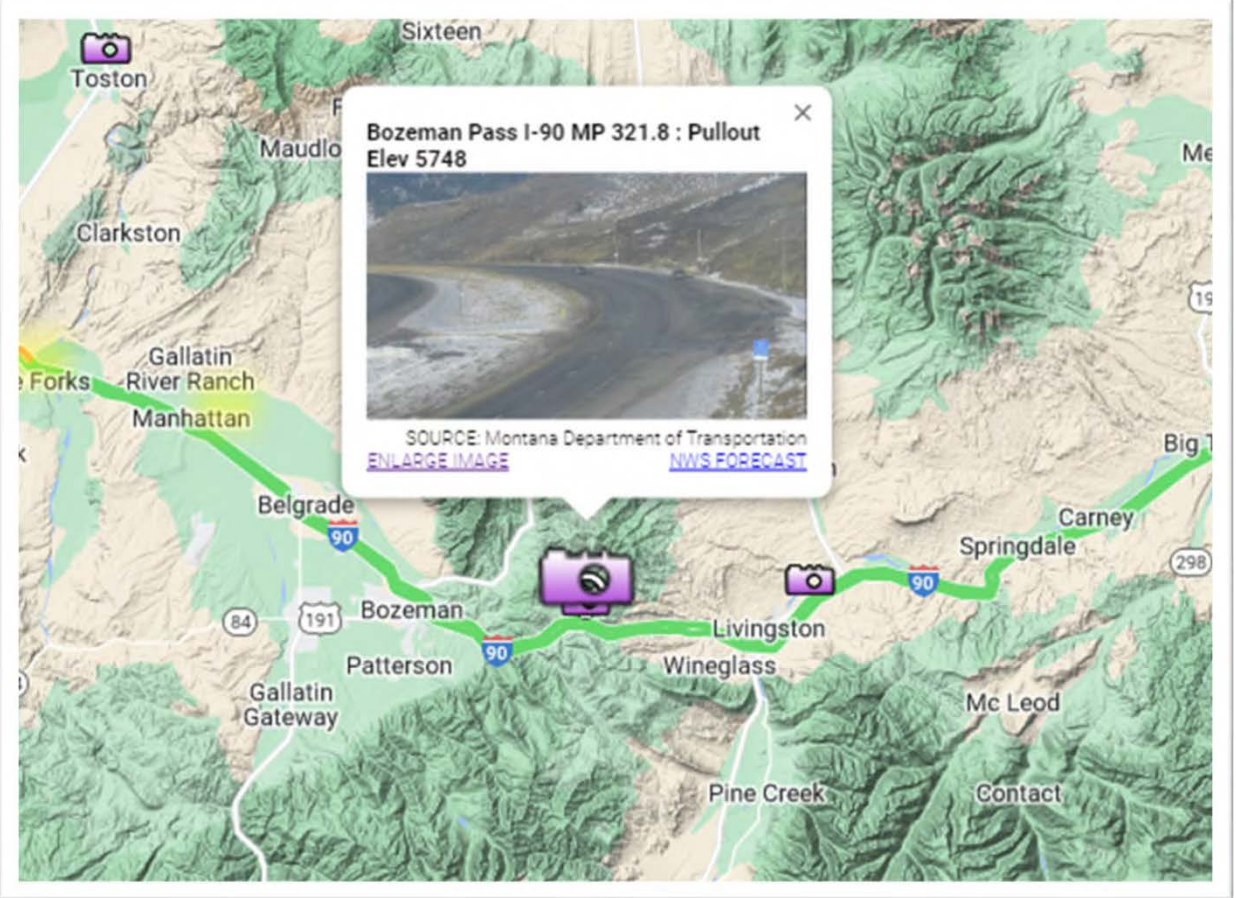 Sixteen
Toston
Bozeman Pass I-90 MP 321.8 : Pullout
Elev 5748
Maudlo
Me
Clarkston
19
Gallatin
River Ranch
e Forks
Manhattan
SOURCE: Montana Department of Transportation
ENLARGE IMAGE
NWS FORECAST
Big T
Belgrade
90
Carney
Springdale
298
90
Bozeman
84
191
Livingston
90
Patterson
Wineglass
Gallatin
Gateway
Mc Leod
Pine Creek
Contact